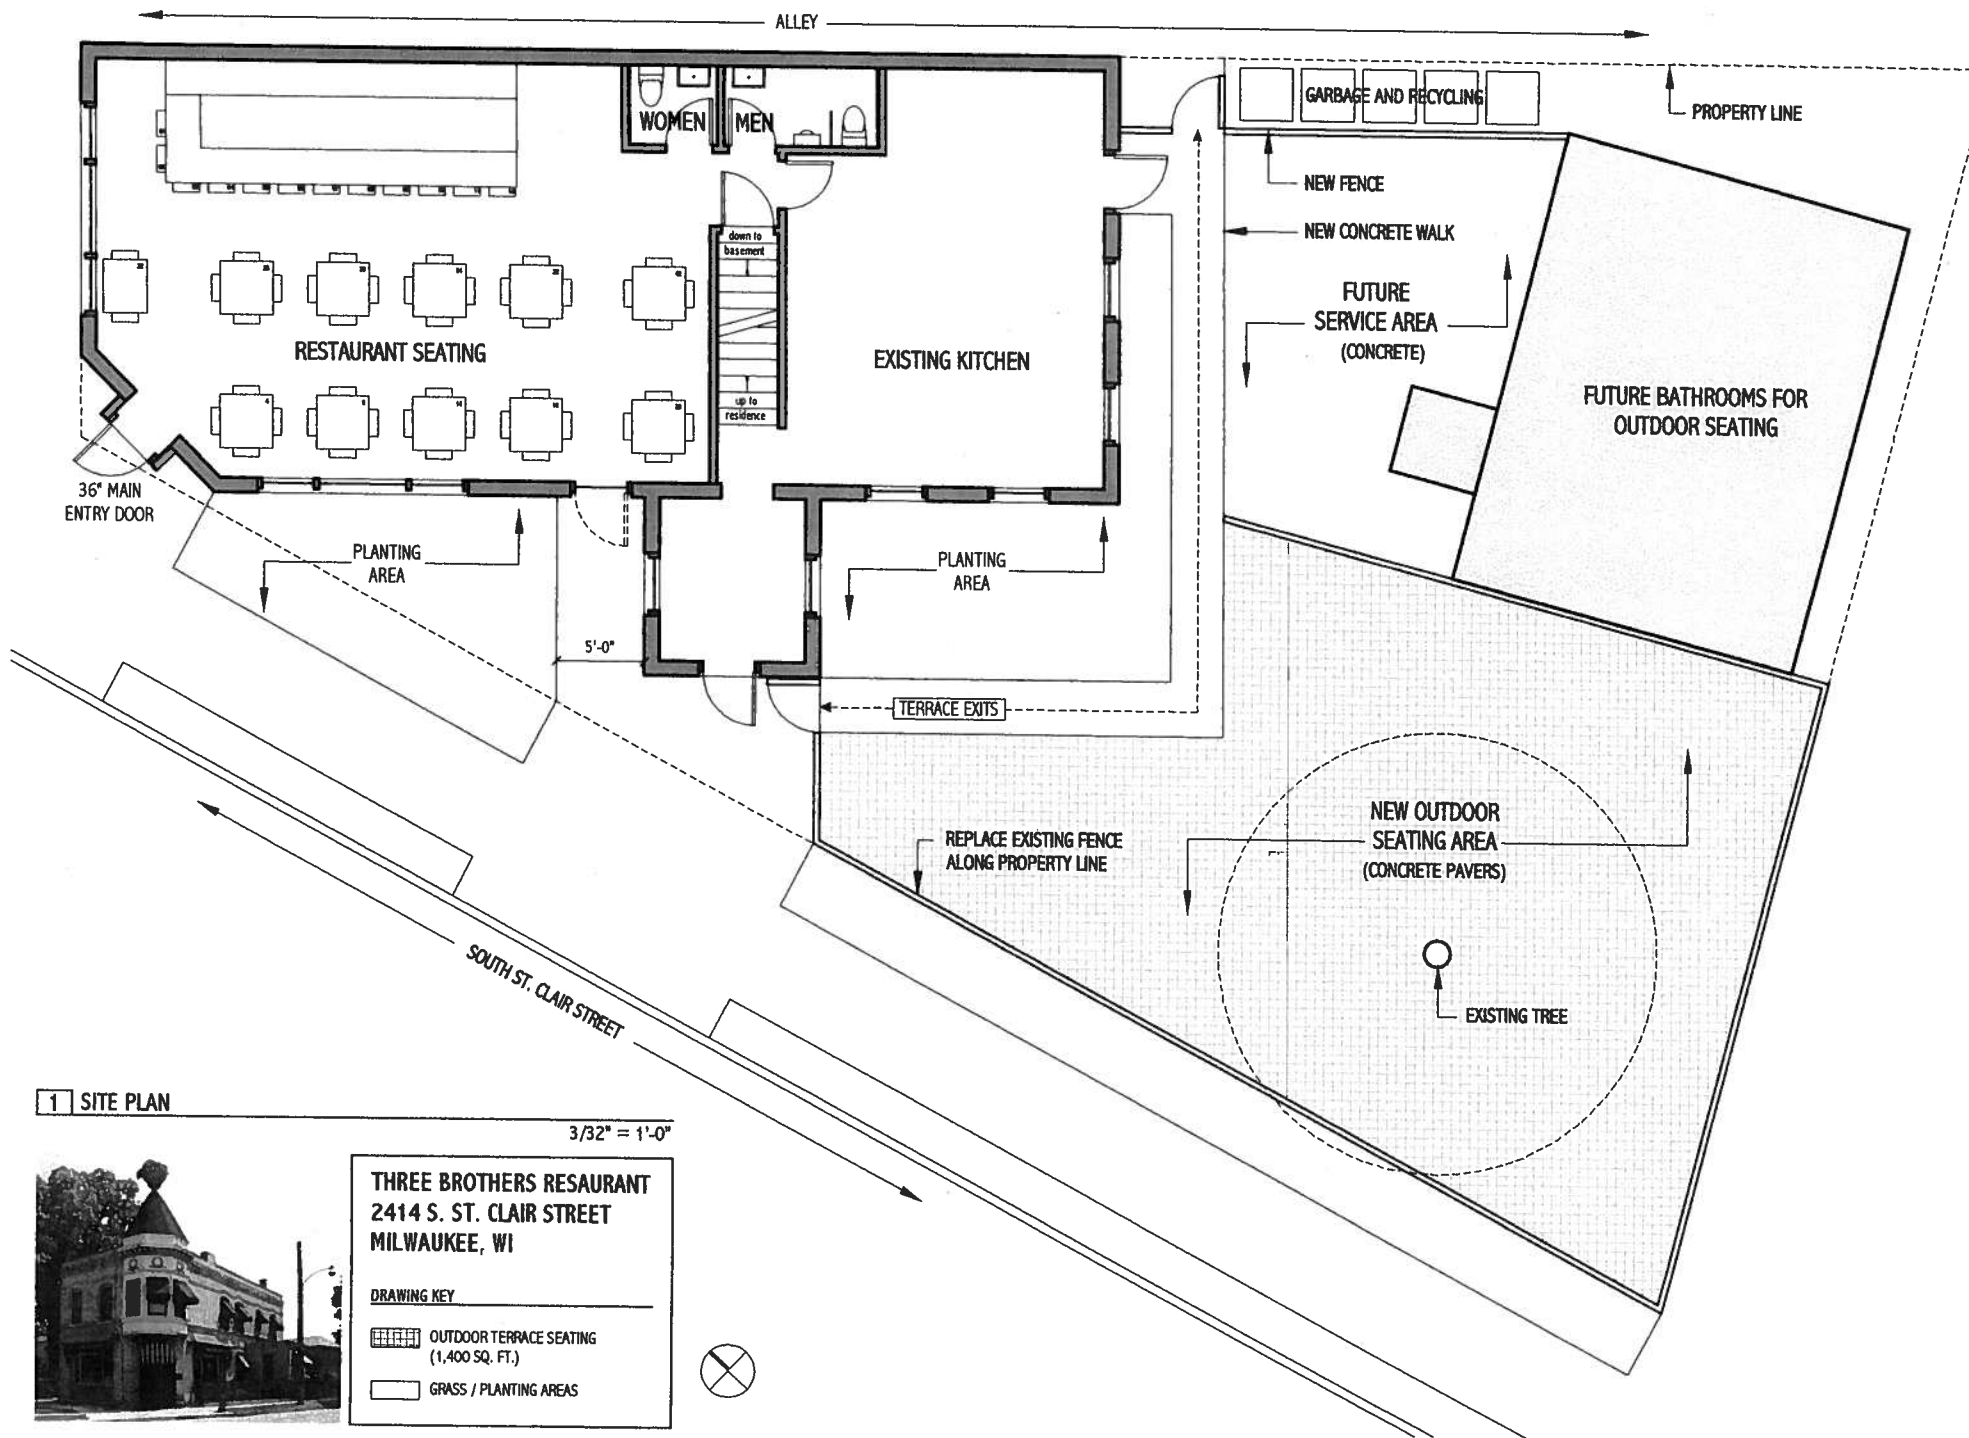 ALLEY
GARBAGE AND RECYCLING
PROPERTY LINE
WOMEN
MEN
NEW FENCE
NEW CONCRETE WALK
down to
basement
FUTURE
SERVICE AREA
(CONCRETE)
RESTAURANT SEATING
EXISTING KITCHEN
FUTURE BATHROOMS FOR
OUTDOOR SEATING
up to
residence
36" MAIN
ENTRY DOOR
PLANTING
AREA
PLANTING
AREA
5'-0"
TERRACE EXITS
REPLACE EXISTING FENCE
ALONG PROPERTY LINE
NEW OUTDOOR
SEATING AREA
(CONCRETE PAVERS)
SOUTH ST. CLAIR STREET
EXISTING TREE
1 SITE PLAN
3/32" = 1'-0"
THREE BROTHERS RESAURANT
2414 S. ST. CLAIR STREET
MILWAUKEE, WI
DRAWING KEY
OUTDOOR TERRACE SEATING
(1,400 SQ. FT.)
GRASS / PLANTING AREAS